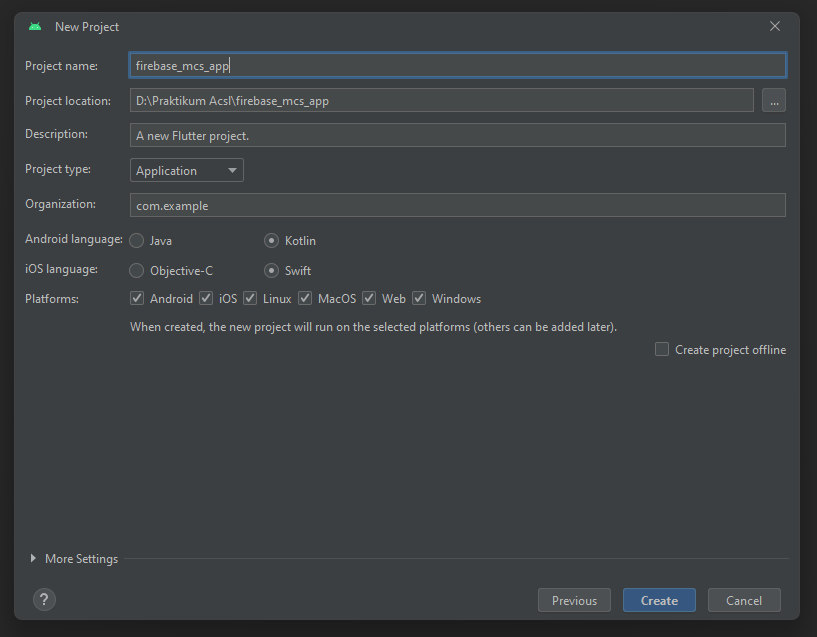 New Project
Project name: firebase_mcs_app
Project location: D:\Praktikum Acsl\firebase_mcs_app ...
Description: A new Flutter project.
Project type: Application
Organization: com.example
Android language: Java Kotlin
iOS language: Objective-C Swift
Platforms: Android iOS Linux MacOS Web Windows
When created, the new project will run on the selected platforms (others can be added later).
Create project offline
More Settings
? Previous Create Cancel